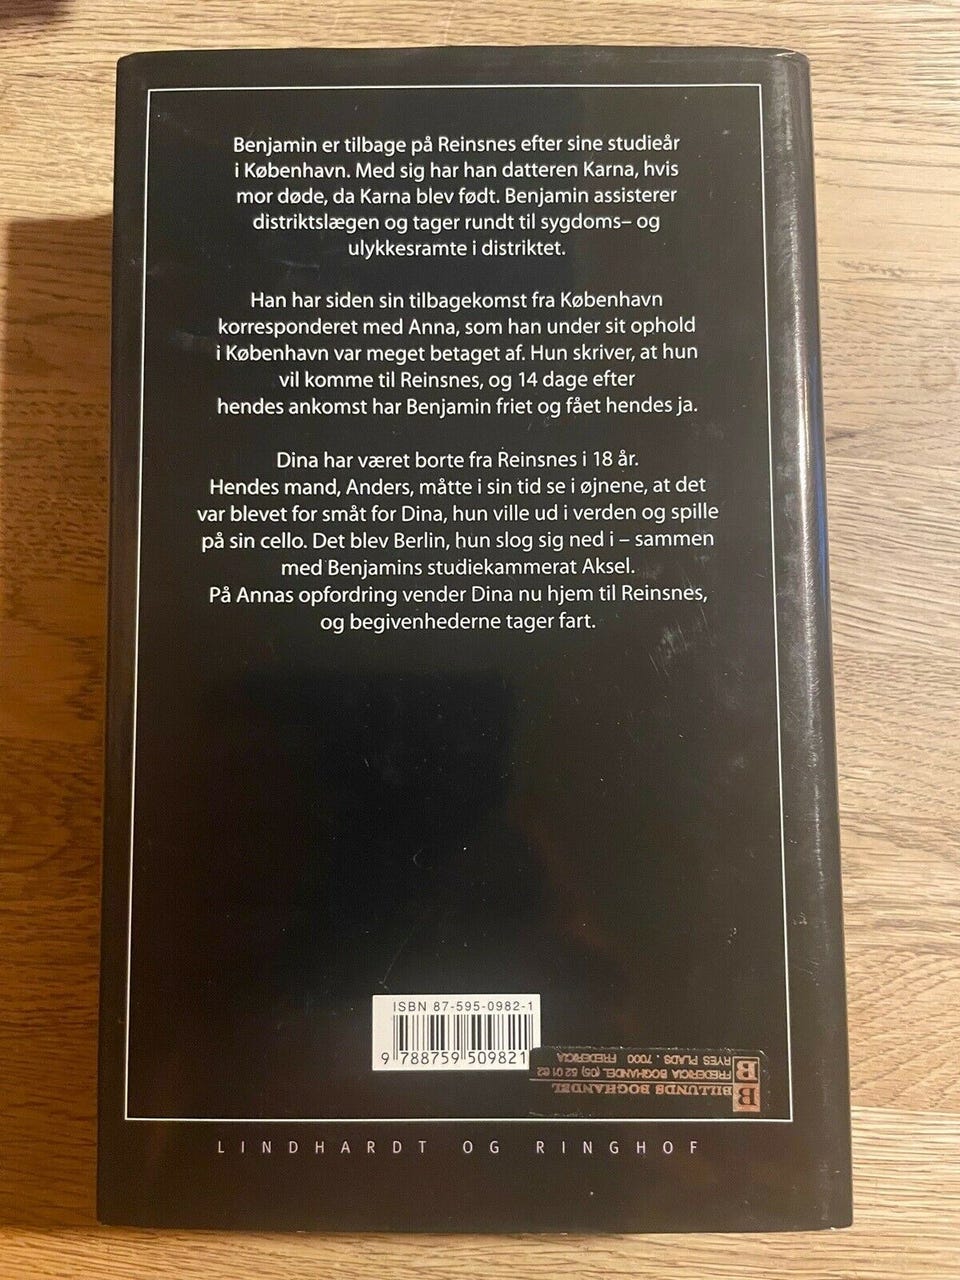 Benjamin er tilbage på Reinsnes efter sine studieår
i København. Med sig har han datteren Karna, hvis
mor døde, da Karna blev født. Benjamin assisterer
distriktslægen og tager rundt til sygdoms– og
ulykkesramte i distriktet.
Han har siden sin tilbagekomst fra København
korresponderet med Anna, som han under sit ophold
i København var meget betaget af. Hun skriver, at hun
vil komme til Reinsnes, og 14 dage efter
hendes ankomst har Benjamin friet og fået hendes ja.
Dina har været borte fra Reinsnes i 18 år.
Hendes mand, Anders, måtte i sin tid se i øjnene, at det
var blevet for småt for Dina, hun ville ud i verden og spille
på sin cello. Det blev Berlin, hun slog sig ned i – sammen
med Benjamins studiekammerat Aksel.
På Annas opfordring vender Dina nu hjem til Reinsnes,
og begivenhederne tager fart.
ISBN 87-595-0982-1
9 788759 509821
B
BILLUNDS BOGHANDEL
FREDERICIA BOGHANDEL (05) 92 01 62
RYES PLADS . 7000 FREDERICIA
B
LINDHARDT OG RINGHOF